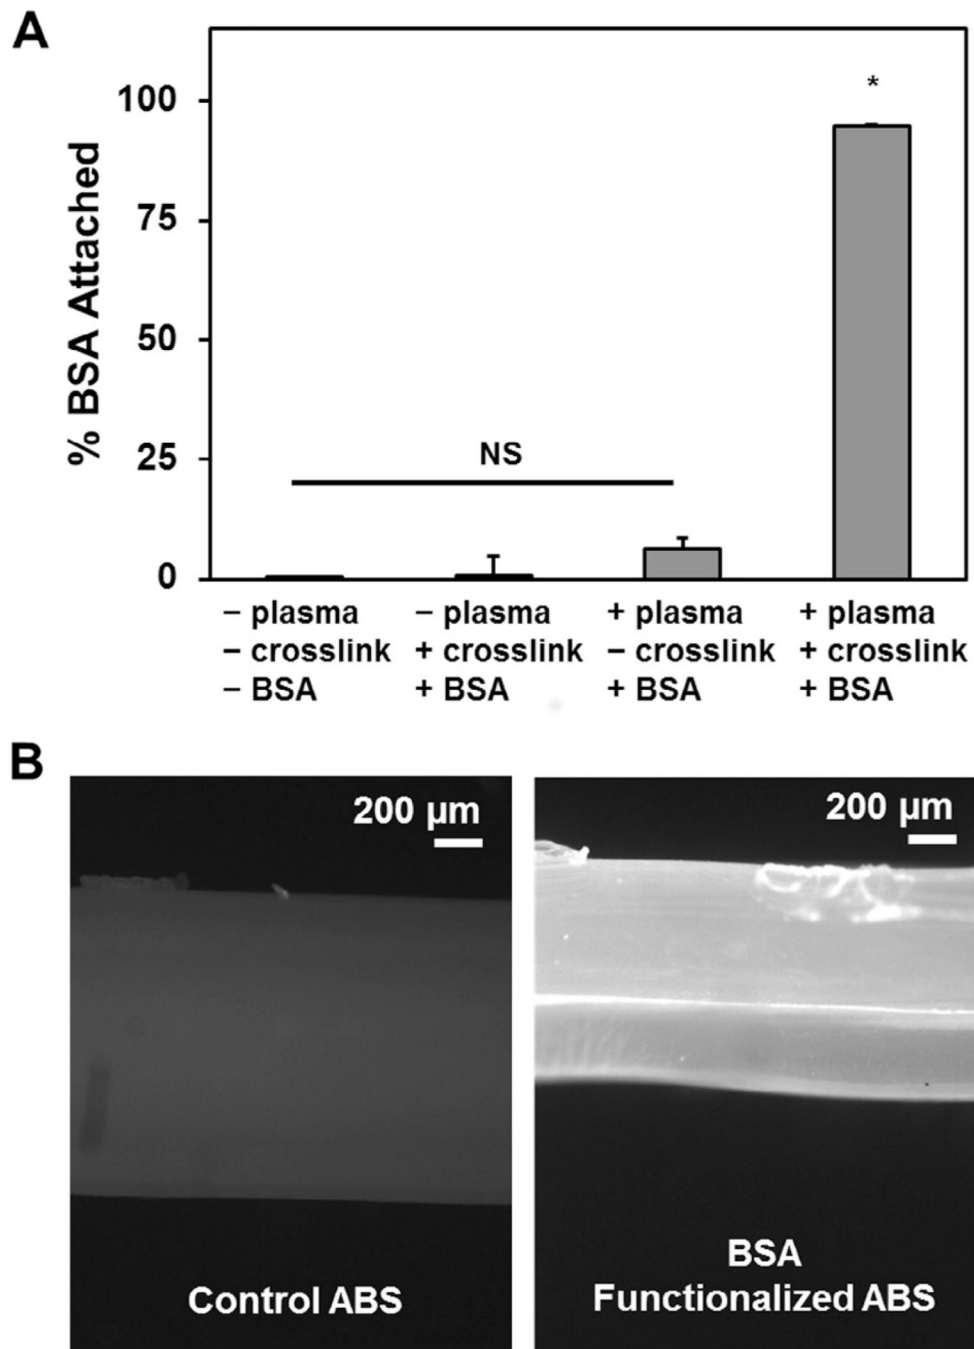 A
% BSA Attached
100
75
50
25
0
*
NS
– plasma
– crosslink
– BSA
– plasma
+ crosslink
+ BSA
+ plasma
– crosslink
+ BSA
+ plasma
+ crosslink
+ BSA
B
200 µm
Control ABS
200 µm
BSA
Functionalized ABS